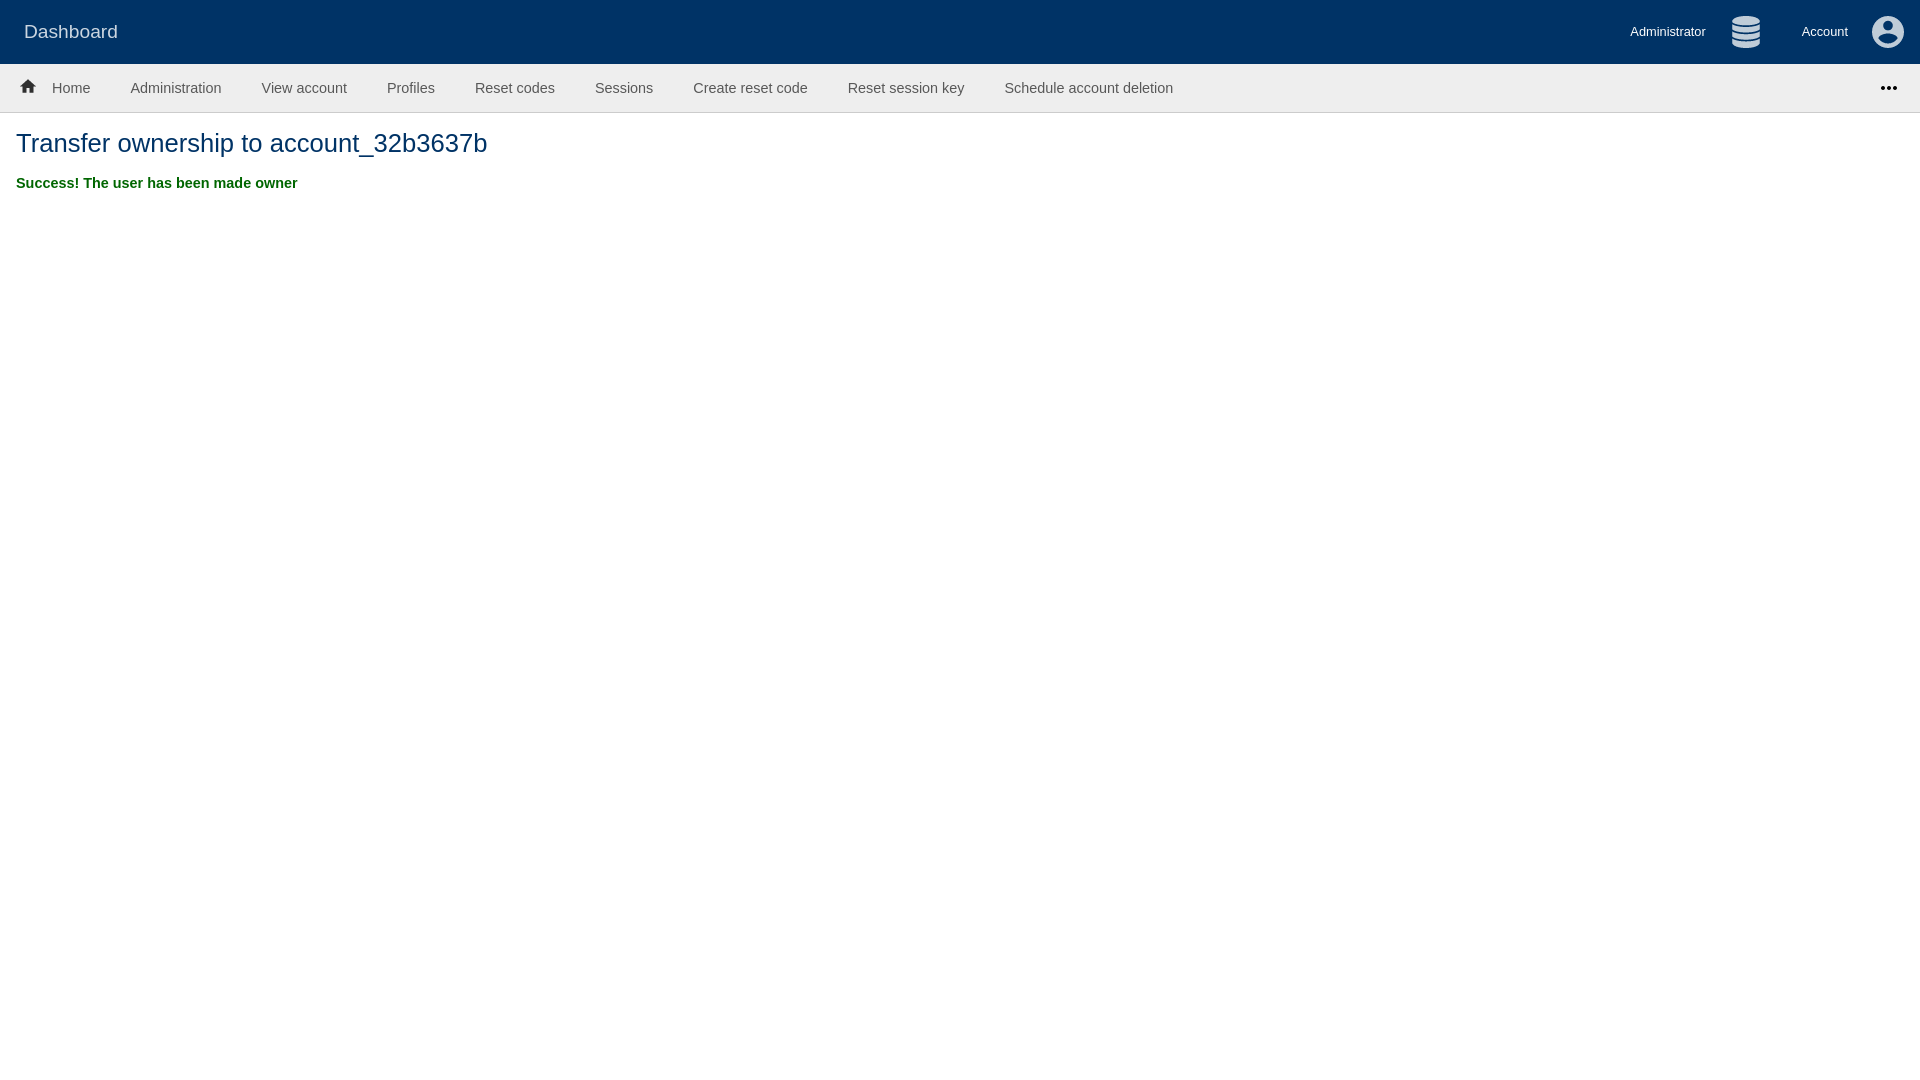 Dashboard
Administrator
Account
Home
Administration
View account
Profiles
Reset codes
Sessions
Create reset code
Reset session key
Schedule account deletion
Transfer ownership to account_32b3637b
Success! The user has been made owner